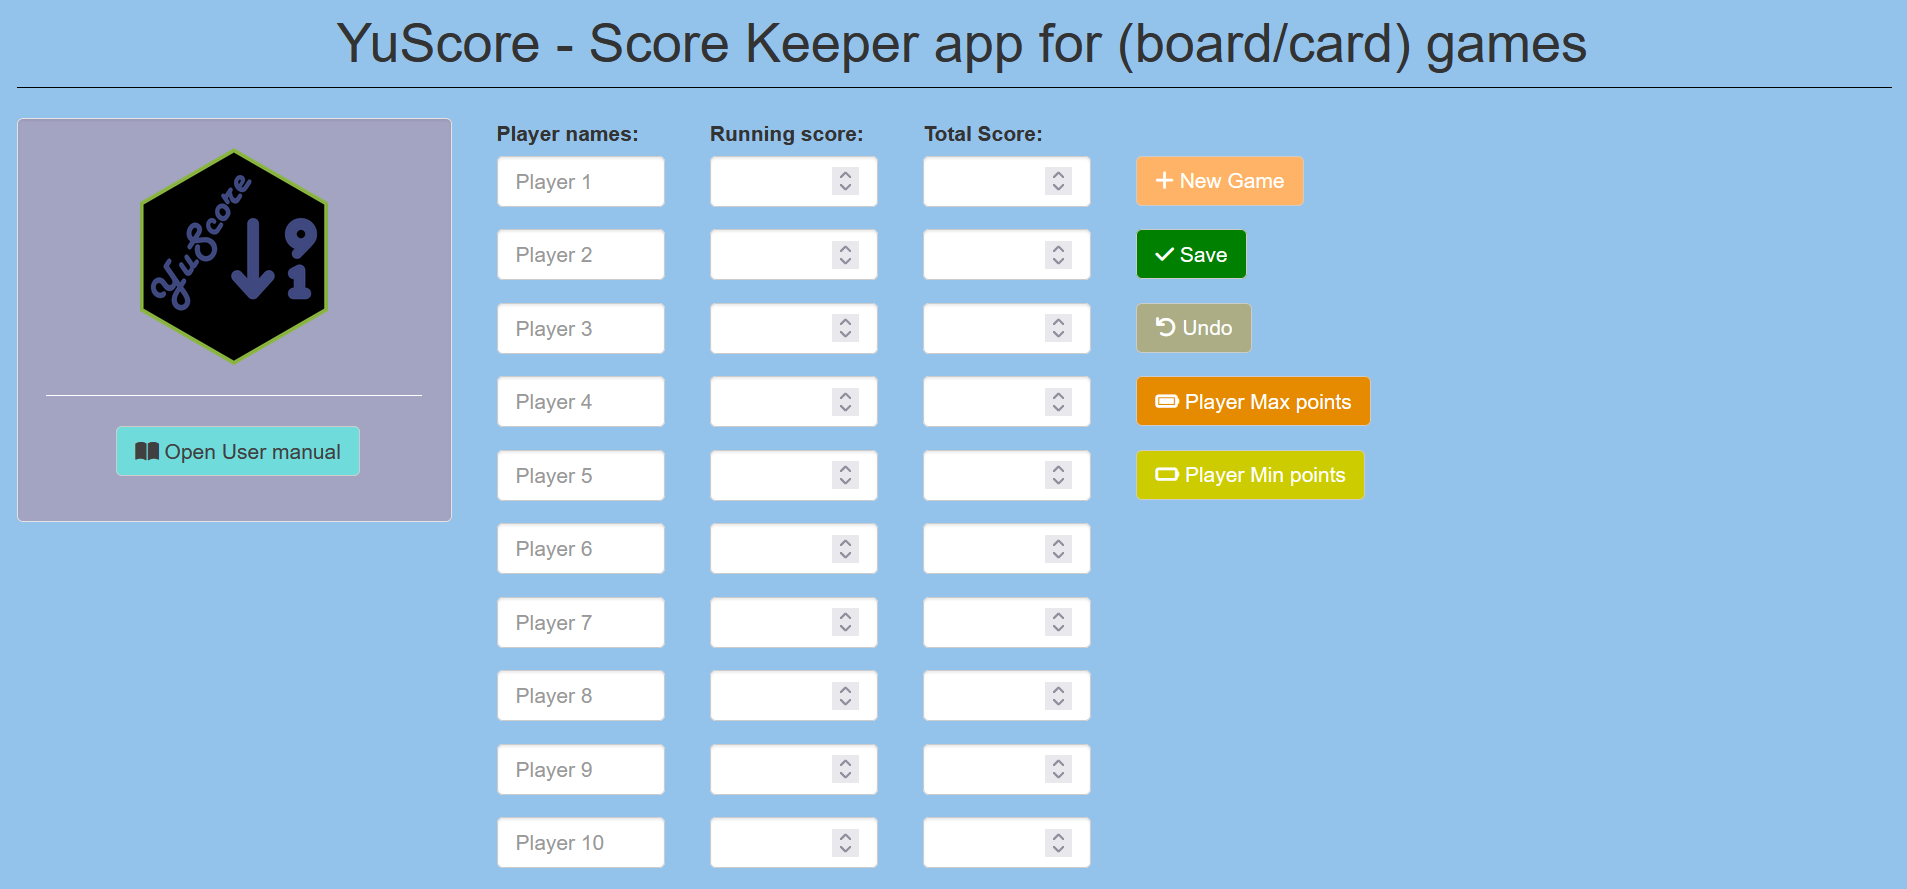 YuScore - Score Keeper app for (board/card) games
YuScore
9
1
Open User manual
Player names: Running score: Total Score:
Player 1
New Game
Player 2
Save
Player 3
Undo
Player 4
Player Max points
Player 5
Player Min points
Player 6
Player 7
Player 8
Player 9
Player 10